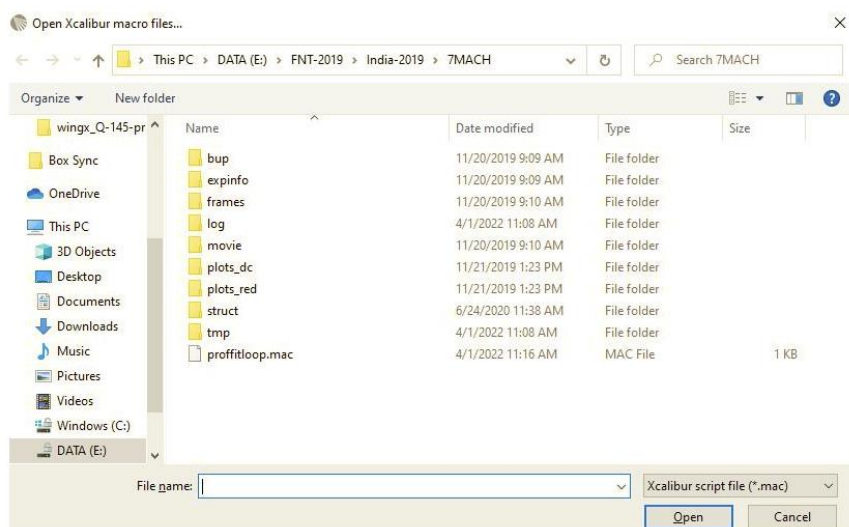 Open Xcalibur macro files...
This PC > DATA (E:) > FNT-2019 > India-2019 > 7MACH
Search 7MACH
Organize
New folder
wingx_Q-145-pr
Box Sync
OneDrive
This PC
3D Objects
Desktop
Documents
Downloads
Music
Pictures
Videos
Windows (C:)
DATA (E:)
Name Date modified Type Size
bup 11/20/2019 9:09 AM File folder
expinfo 11/20/2019 9:09 AM File folder
frames 11/20/2019 9:10 AM File folder
log 4/1/2022 11:08 AM File folder
movie 11/20/2019 9:10 AM File folder
plots_dc 11/21/2019 1:23 PM File folder
plots_red 11/21/2019 1:23 PM File folder
struct 6/24/2020 11:38 AM File folder
tmp 4/1/2022 11:08 AM File folder
proffitloop.mac 4/1/2022 11:16 AM MAC File 1 KB
File name:
Xcalibur script file (*.mac)
Open
Cancel